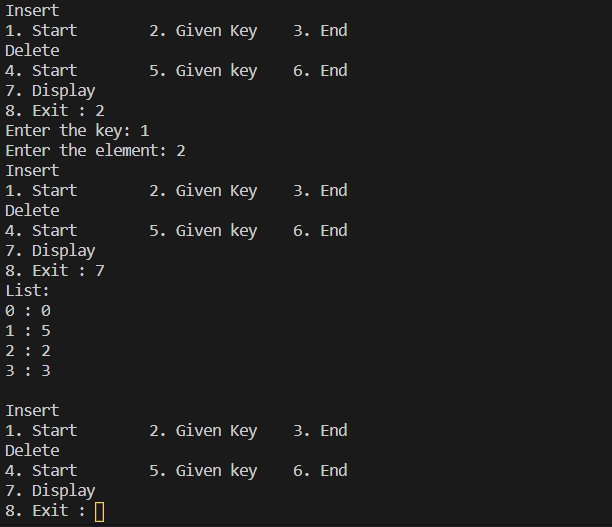 Insert
1. Start        2. Given Key    3. End
Delete
4. Start        5. Given key    6. End
7. Display
8. Exit : 2
Enter the key: 1
Enter the element: 2
Insert
1. Start        2. Given Key    3. End
Delete
4. Start        5. Given key    6. End
7. Display
8. Exit : 7
List:
0 : 0
1 : 5
2 : 2
3 : 3

Insert
1. Start        2. Given Key    3. End
Delete
4. Start        5. Given key    6. End
7. Display
8. Exit :